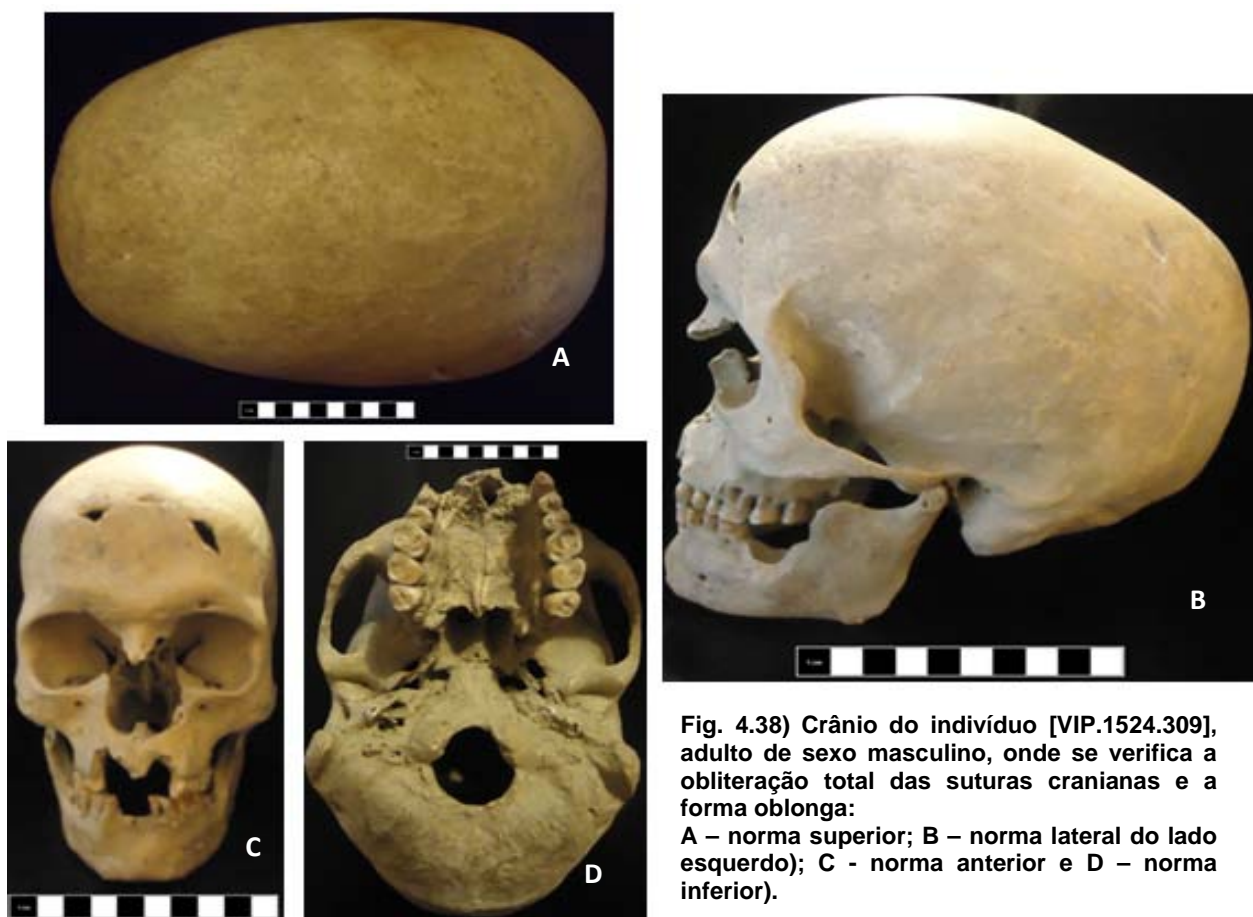 A
B
C
D
Fig. 4.38) Crânio do indivíduo [VIP.1524.309],
adulto de sexo masculino, onde se verifica a
obliteração total das suturas cranianas e a
forma oblonga:
A – norma superior; B – norma lateral do lado
esquerdo); C - norma anterior e D – norma
inferior).